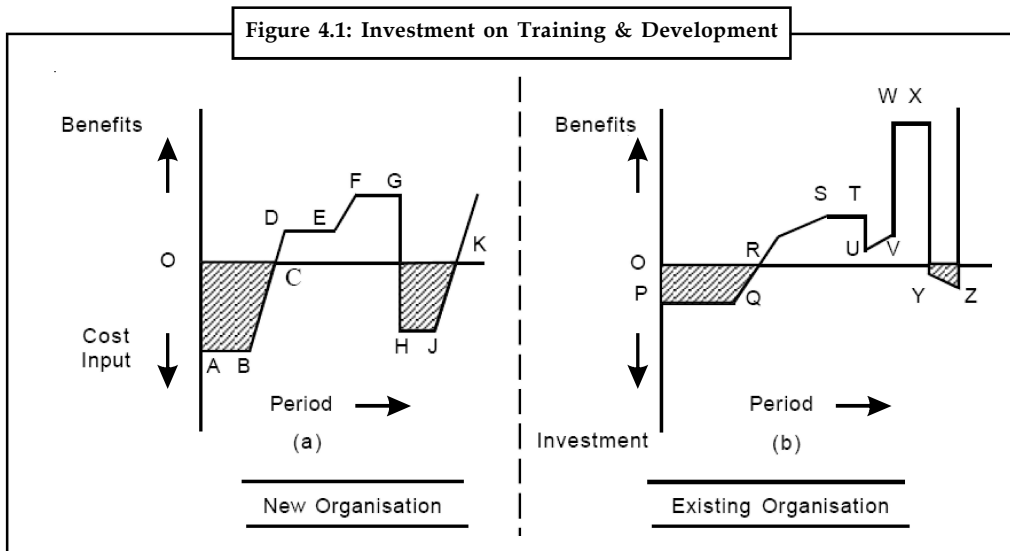 Figure 4.1: Investment on Training & Development
Benefits
O
Cost
Input
A B
C
D E
F G
H J
K
Period
(a)
New Organisation
Benefits
O
P
Investment
Q
R
S T
U V
W X
Y Z
Period
(b)
Existing Organisation